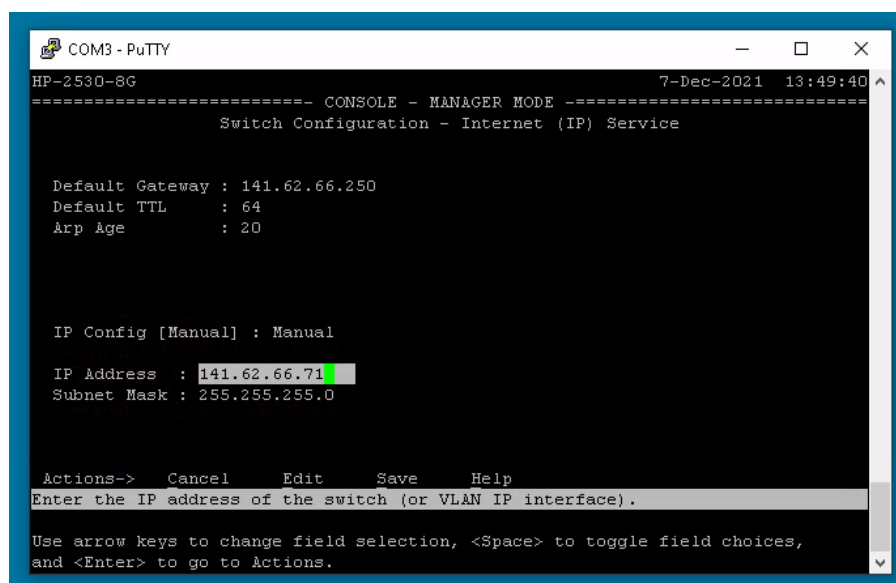 COM3 - PuTTY
HP-2530-8G 7-Dec-2021 13:49:40
==========================- CONSOLE - MANAGER MODE -============================
Switch Configuration - Internet (IP) Service
Default Gateway : 141.62.66.250
Default TTL : 64
Arp Age : 20
IP Config [Manual] : Manual
IP Address : 141.62.66.71
Subnet Mask : 255.255.255.0
Actions-> Cancel Edit Save Help
Enter the IP address of the switch (or VLAN IP interface).
Use arrow keys to change field selection, <Space> to toggle field choices,
and <Enter> to go to Actions.